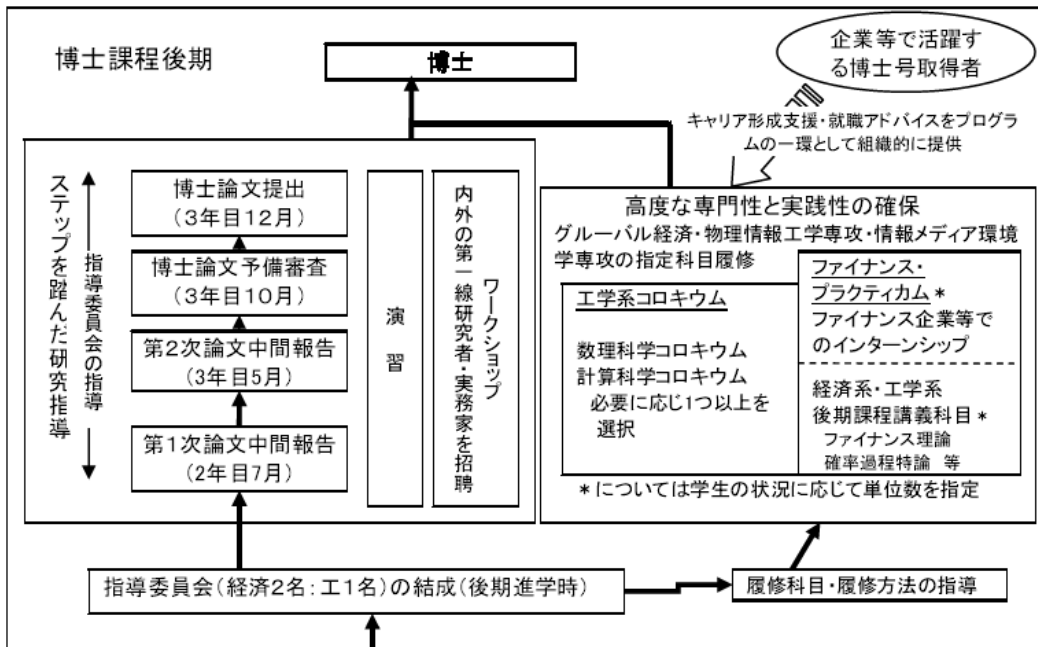 博士課程後期
博士
企業等で活躍す
る博士号取得者
キャリア形成支援・就職アドバイスをプログラ
ムの一環として組織的に提供
ステップを踏んだ研究指導
指導委員会の指導
博士論文提出
(3年目12月)
博士論文予備審査
(3年目10月)
第2次論文中間報告
(3年目5月)
第1次論文中間報告
(2年目7月)
演習
ワークショップ
内外の第一線研究者・実務家を招聘
高度な専門性と実践性の確保
グルーバル経済・物理情報工学専攻・情報メディア環境
学専攻の指定科目履修
工学系コロキウム
数理科学コロキウム
計算科学コロキウム
必要に応じ1つ以上を
選択
ファイナンス・
プラクティカム*
ファイナンス企業等で
のインターンシップ
経済系・工学系
後期課程講義科目*
ファイナンス理論
確率過程特論 等
*については学生の状況に応じて単位数を指定
指導委員会(経済2名:工1名)の結成(後期進学時)
履修科目・履修方法の指導